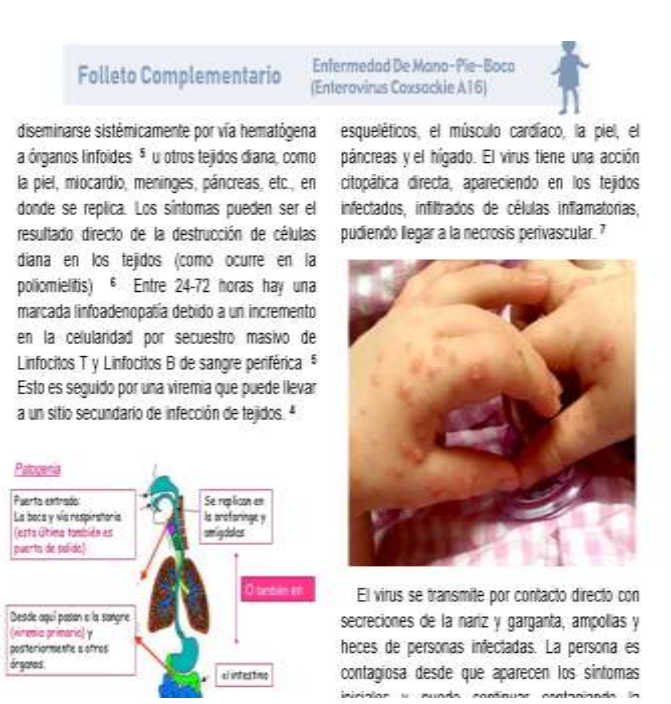 Folleto Complementario
Enfermedad De Mano-Pie-Boca
(Enterovirus Coxsackie A16)
diseminarse sistémicamente por vía hematógena
a órganos linfoides 5 u otros tejidos diana, como
la piel, miocardio, meninges, páncreas, etc., en
donde se replica. Los síntomas pueden ser el
resultado directo de la destrucción de células
diana en los tejidos (como ocurre en la
poliomielitis) 6 Entre 24-72 horas hay una
marcada linfoadenopatía debido a un incremento
en la celularidad por secuestro masivo de
Linfocitos T y Linfocitos B de sangre periférica 5
Esto es seguido por una viremia que puede llevar
a un sitio secundario de infección de tejidos. 4
Patogenia
Puerta entrada:
La boca y vía respiratoria
(esta última también es
puerta de salida)
Se replican en
la orofaringe y
amígdalas
O también en
Desde aquí pasan a la sangre
(viremia primaria) y
posteriormente a otros
órganos.
el intestino
esqueléticos, el músculo cardíaco, la piel, el
páncreas y el hígado. El virus tiene una acción
citopática directa, apareciendo en los tejidos
infectados, infiltrados de células inflamatorias,
pudiendo llegar a la necrosis perivascular. 7
El virus se transmite por contacto directo con
secreciones de la nariz y garganta, ampollas y
heces de personas infectadas. La persona es
contagiosa desde que aparecen los síntomas
iniciales y puede continuar contagiando la